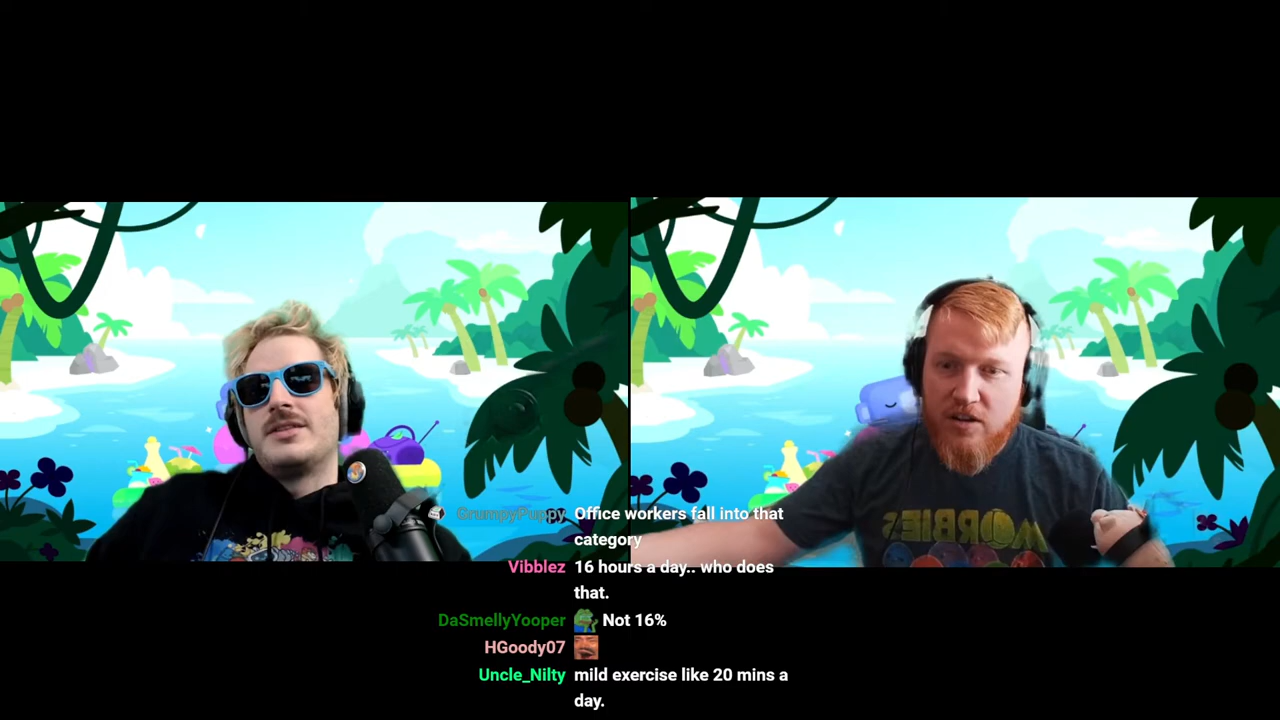 MORBIES
GrumpyPuppy Office workers fall into that
category
Vibblez 16 hours a day.. who does
that.
DaSmellyYooper Not 16%
HGoody07
Uncle_Nilty mild exercise like 20 mins a
day.